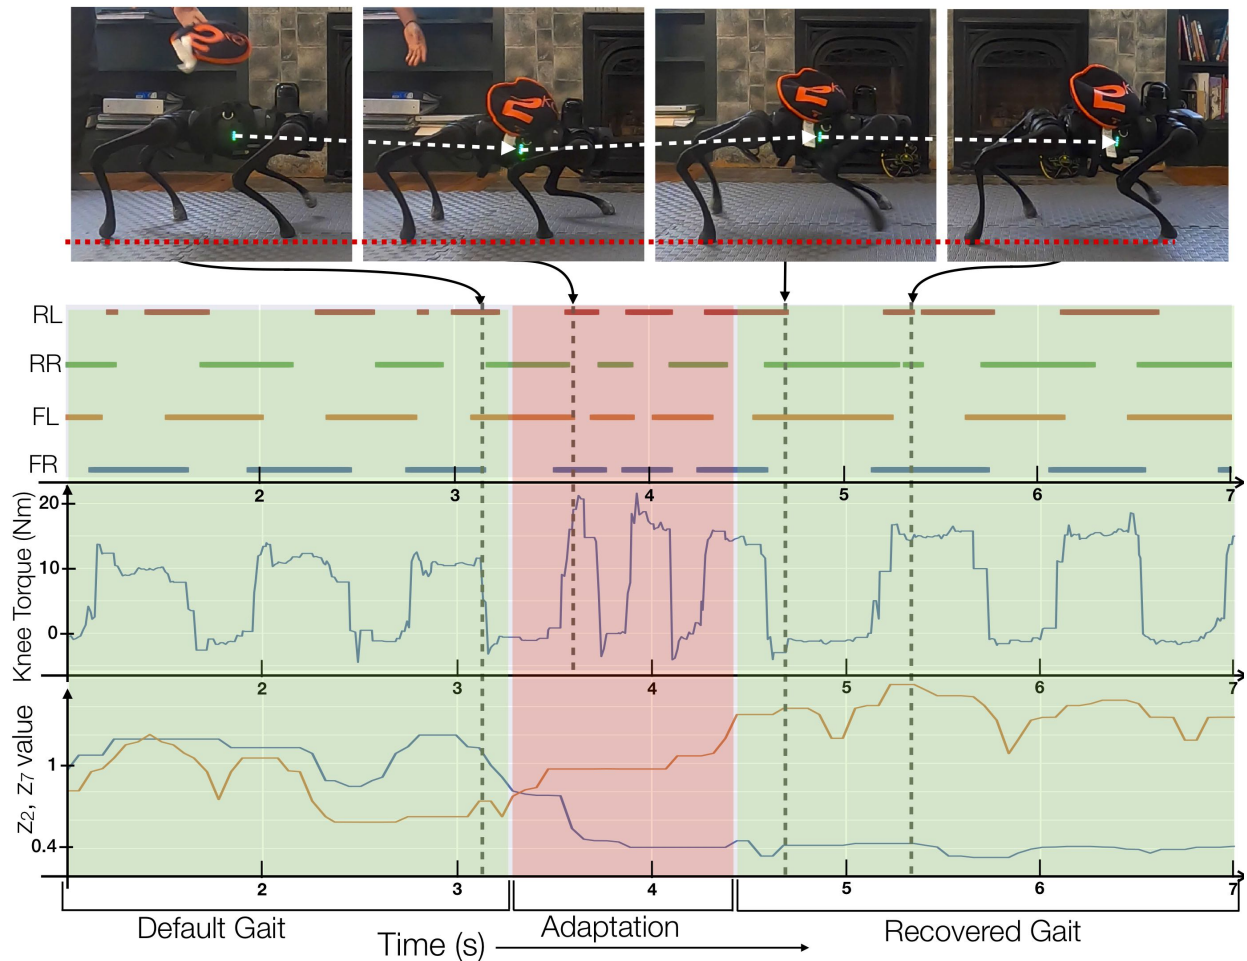 RL
RR
FL
FR
2 3 4 5 6 7
Knee Torque (Nm)
20
10
0
2 3 4 5 6 7
z2, z7 value
1
0.4
2 3 4 5 6 7
Default Gait
Adaptation
Recovered Gait
Time (s)